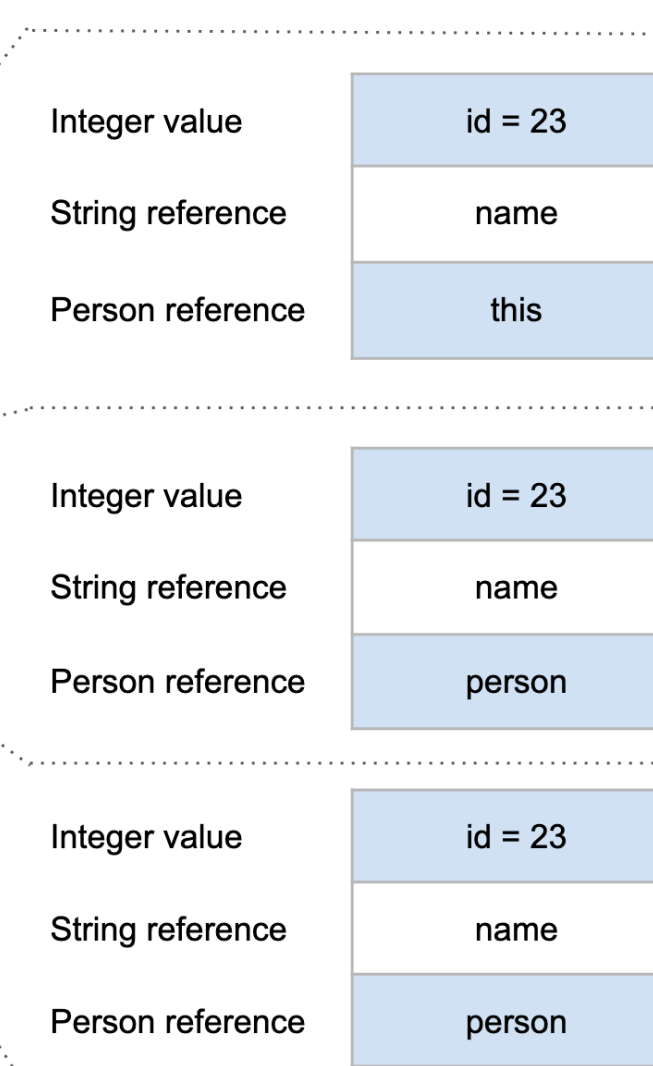 Integer value id = 23
String reference name
Person reference this
Integer value id = 23
String reference name
Person reference person
Integer value id = 23
String reference name
Person reference person